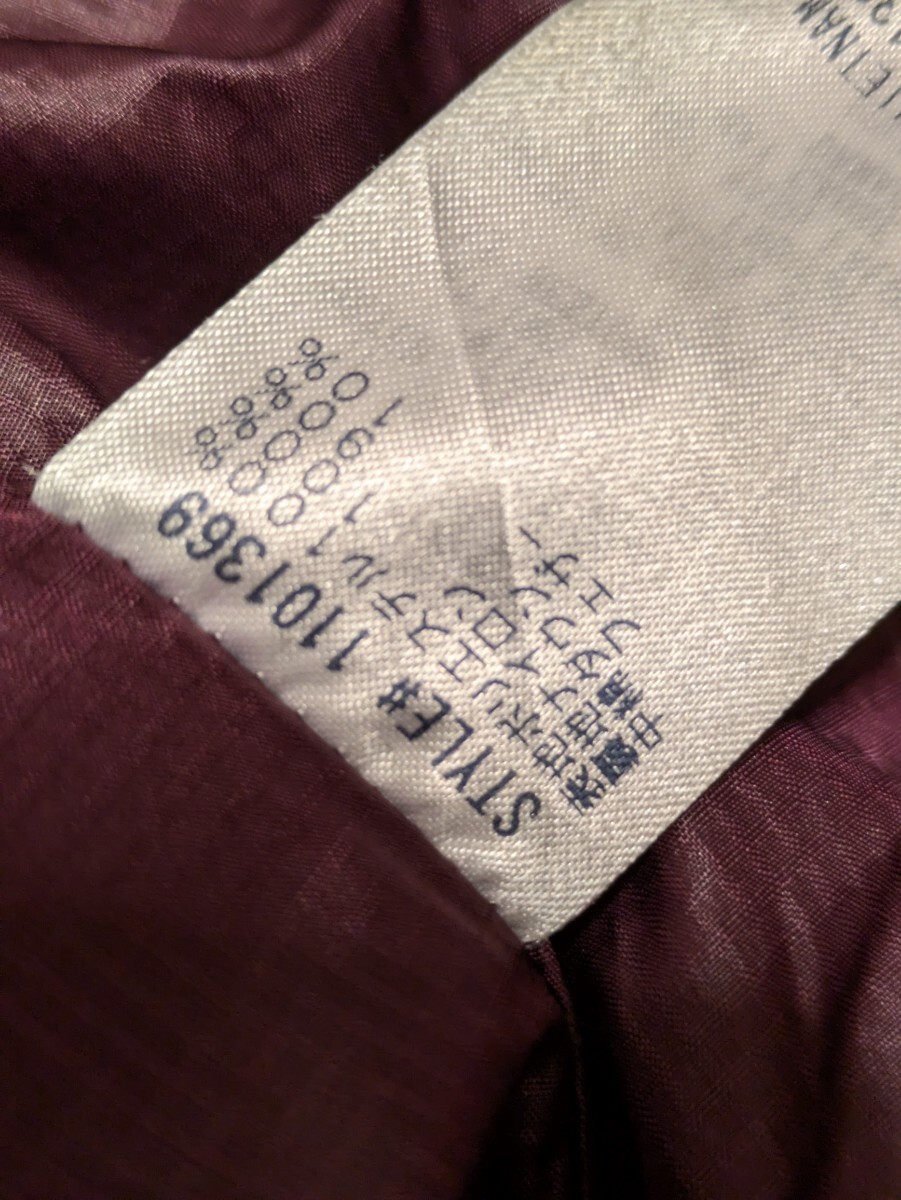 STYLE# 1101369
表地 ポリエステル 100%
裏地 ナイロン 100%
中綿 ダウン 90%
フェザー 10%
IETNAM